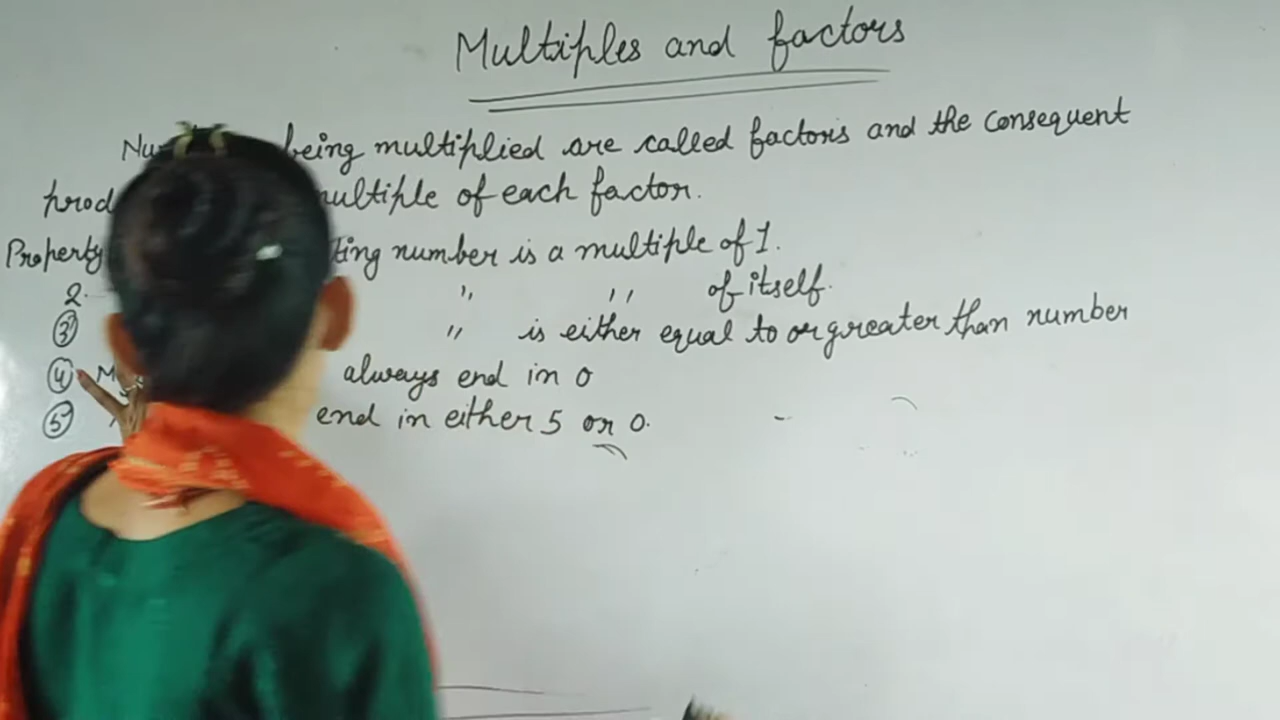 Multiples and factors
being multiplied are called factors and the consequent
multiple of each factor.
Property number is a multiple of 1.
2. " " of itself.
③ " is either equal to or greater than number
④ always end in 0
⑤ end in either 5 or 0.